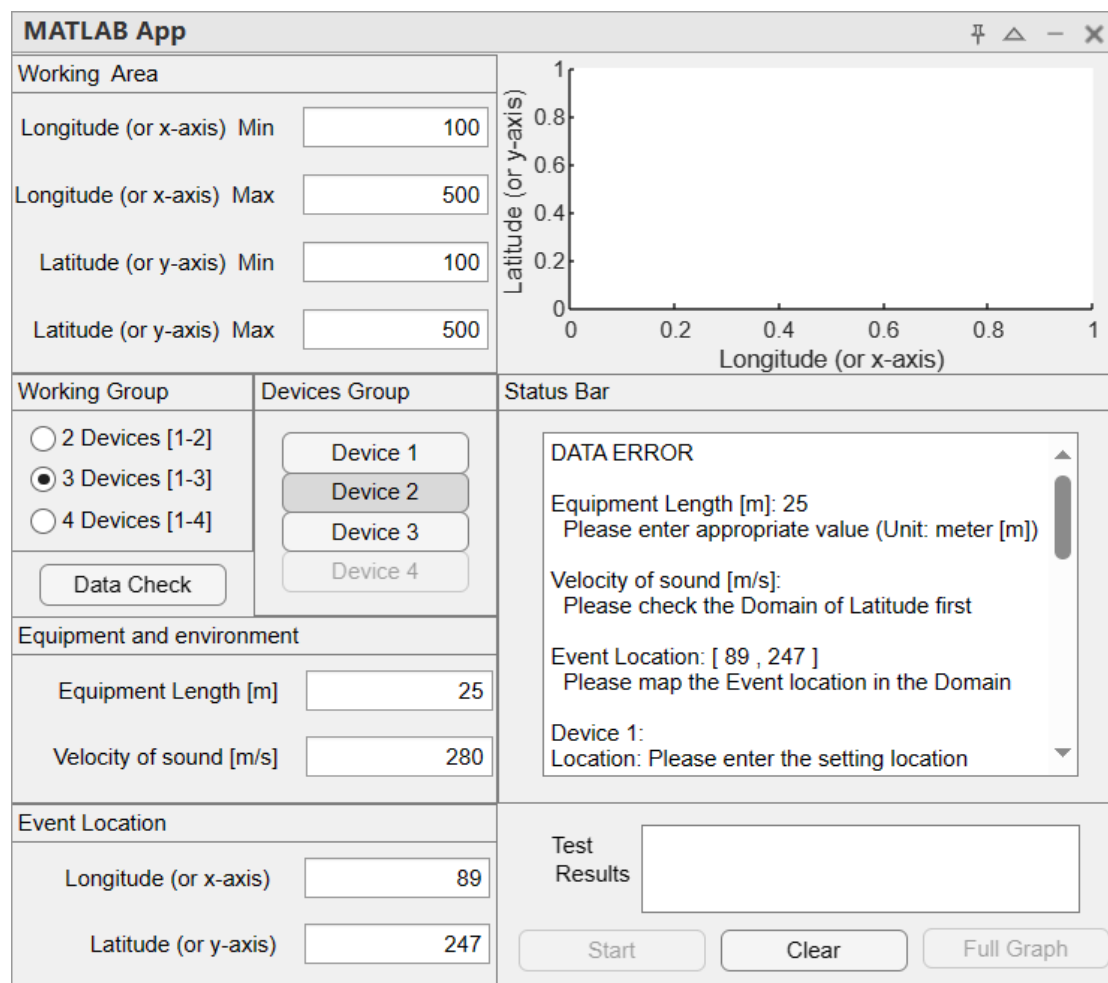 MATLAB App
Working Area
Longitude (or x-axis) Min 100
Longitude (or x-axis) Max 500
Latitude (or y-axis) Min 100
Latitude (or y-axis) Max 500
1
0.8
0.6
0.4
0.2
0
Latitude (or y-axis)
0 0.2 0.4 0.6 0.8 1
Longitude (or x-axis)
Working Group
2 Devices [1-2]
3 Devices [1-3]
4 Devices [1-4]
Data Check
Devices Group
Device 1
Device 2
Device 3
Device 4
Status Bar
DATA ERROR
Equipment Length [m]: 25
Please enter appropriate value (Unit: meter [m])
Velocity of sound [m/s]:
Please check the Domain of Latitude first
Event Location: [ 89 , 247 ]
Please map the Event location in the Domain
Device 1:
Location: Please enter the setting location
Equipment and environment
Equipment Length [m] 25
Velocity of sound [m/s] 280
Event Location
Longitude (or x-axis) 89
Latitude (or y-axis) 247
Test
Results
Start
Clear
Full Graph